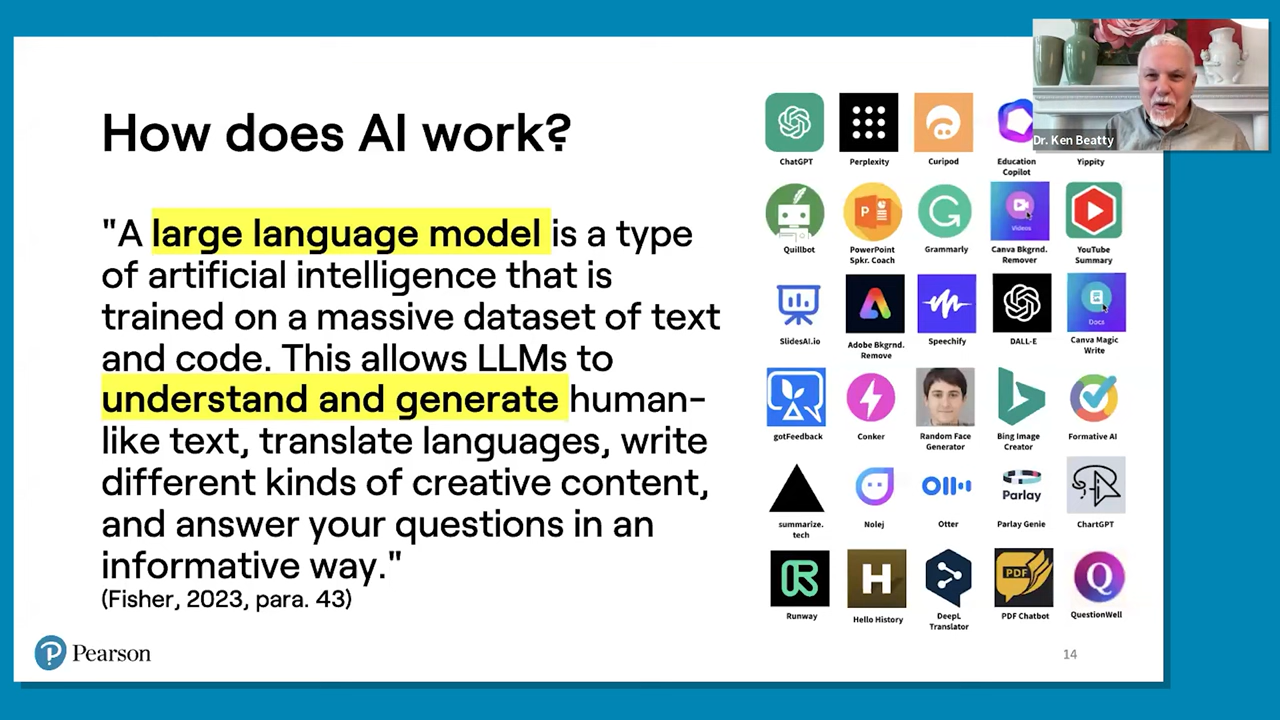 How does AI work?
"A large language model is a type
of artificial intelligence that is
trained on a massive dataset of text
and code. This allows LLMs to
understand and generate human-
like text, translate languages, write
different kinds of creative content,
and answer your questions in an
informative way."
(Fisher, 2023, para. 43)
Pearson
Dr. Ken Beatty
ChatGPT
Perplexity
Curipod
Education
Copilot
Yippity
Quillbot
PowerPoint
Spkr. Coach
Grammarly
Videos
Canva Bkgrnd.
Remover
YouTube
Summary
SlidesAI.io
Adobe Bkgrnd.
Remove
Speechify
DALL-E
Docs
Canva Magic
Write
gotFeedback
Conker
Random Face
Generator
Bing Image
Creator
Formative AI
summarize.
tech
Nolej
Otter
Parlay
Parlay Genie
ChartGPT
Runway
H
Hello History
DeepL
Translator
PDF
PDF Chatbot
Q
QuestionWell
14